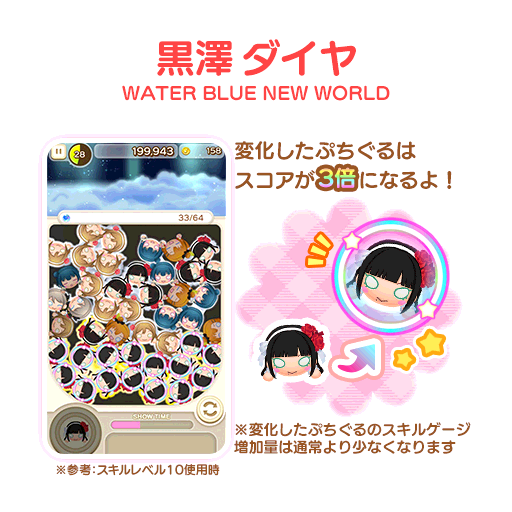 黒澤 ダイヤ
WATER BLUE NEW WORLD
28
199,943
158
33/64
SHOW TIME
変化したぷちぐるは
スコアが3倍になるよ！
※変化したぷちぐるのスキルゲージ
増加量は通常より少なくなります
※参考：スキルレベル10使用時